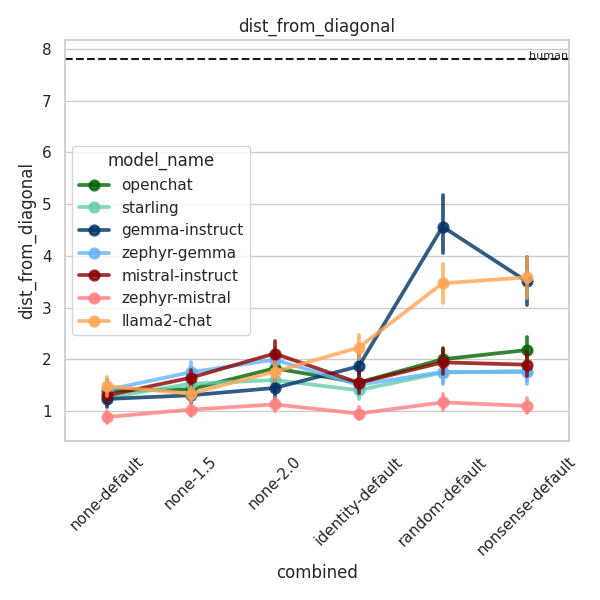 dist_from_diagonal
8
human
7
6
5
4
3
2
1
dist_from_diagonal
model_name
openchat
starling
gemma-instruct
zephyr-gemma
mistral-instruct
zephyr-mistral
llama2-chat
none-default
none-1.5
none-2.0
identity-default
random-default
nonsense-default
combined